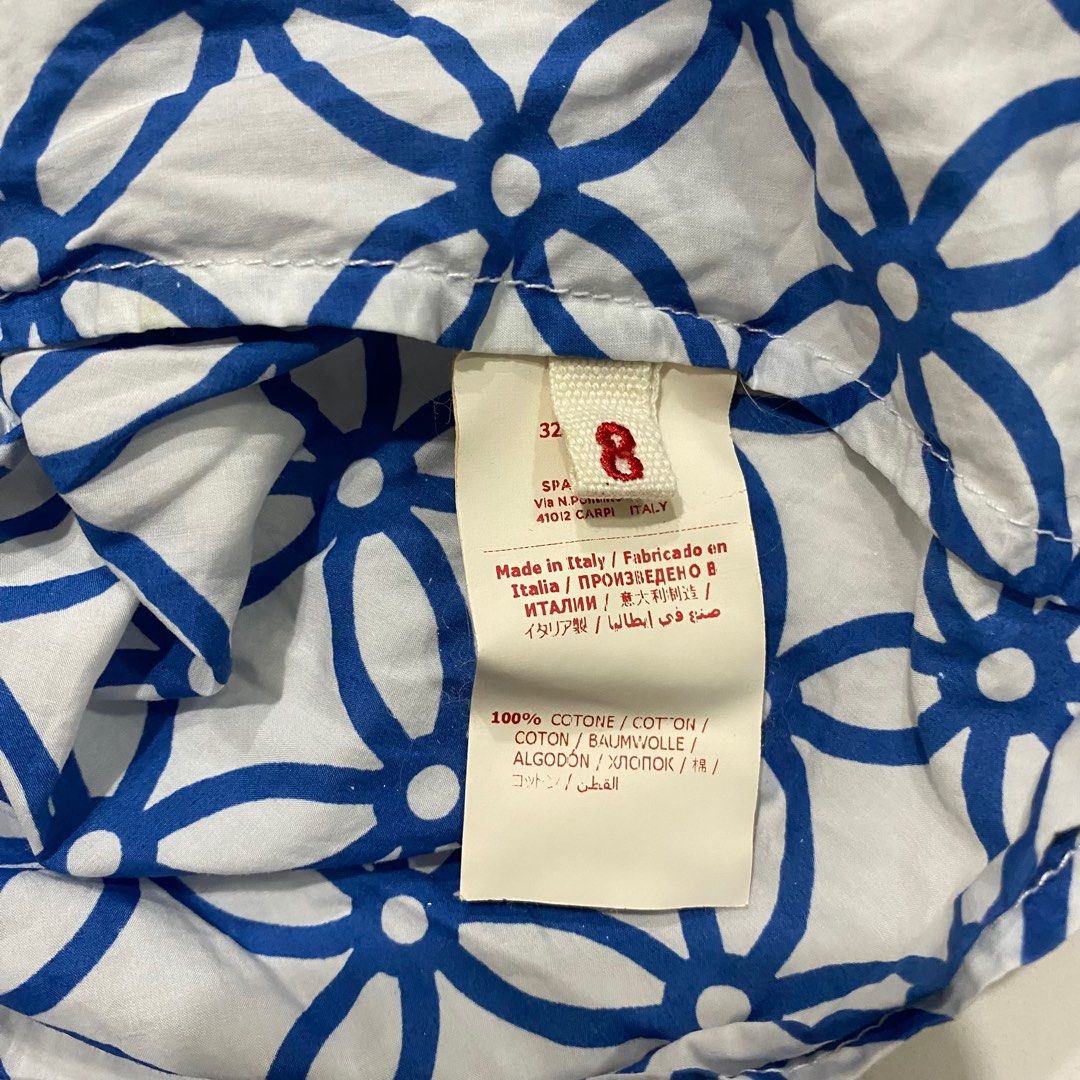 8
32
SPA
Via N.
41012 CARPI ITALY
Made in Italy / Fabricado en
Italia / ПРОИЗВЕДЕНО В
ИТАЛИИ / 意大利制造 /
イタリア製 / صنع في ايطاليا
100% COTONE / COTTON /
COTON / BAUMWOLLE /
ALGODÓN / ХЛОПОК / 棉 /
コットン / القطن